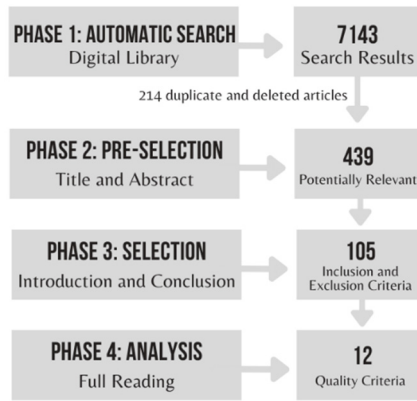 PHASE 1: AUTOMATIC SEARCH
Digital Library
7143
Search Results
214 duplicate and deleted articles
PHASE 2: PRE-SELECTION
Title and Abstract
439
Potentially Relevant
PHASE 3: SELECTION
Introduction and Conclusion
105
Inclusion and
Exclusion Criteria
PHASE 4: ANALYSIS
Full Reading
12
Quality Criteria